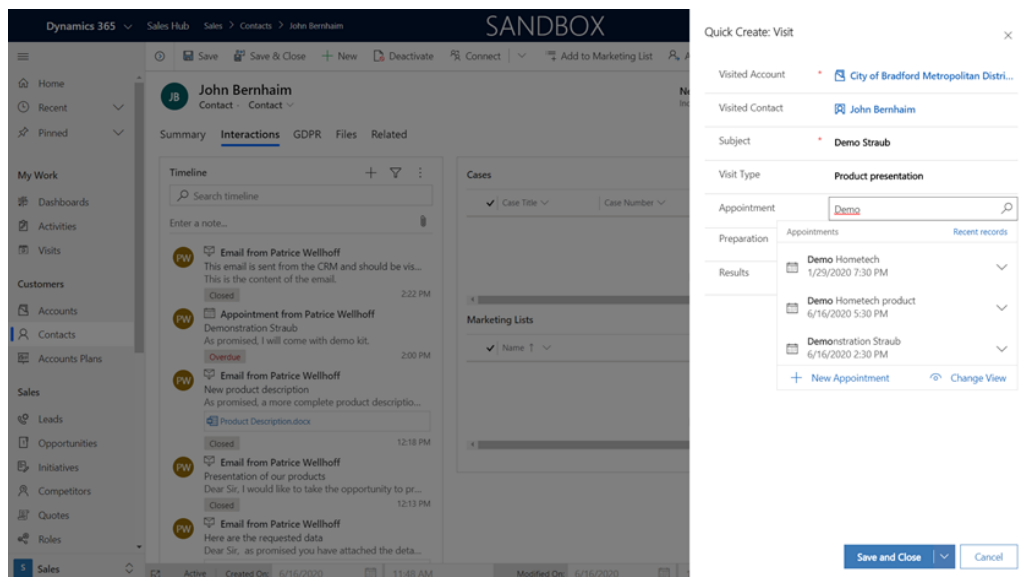 Dynamics 365
Sales Hub
Sales > Contacts > John Bernhaim
SANDBOX
Save
Save & Close
New
Deactivate
Connect
Add to Marketing List
Home
Recent
Pinned
My Work
Dashboards
Activities
Visits
Customers
Accounts
Contacts
Accounts Plans
Sales
Leads
Opportunities
Initiatives
Competitors
Quotes
Roles
S Sales
JB
John Bernhaim
Contact · Contact
Summary
Interactions
GDPR
Files
Related
Timeline
Search timeline
Enter a note...
PW
Email from Patrice Wellhoff
This email is sent from the CRM and should be vis...
This is the content of the email.
Closed
2:22 PM
PW
Appointment from Patrice Wellhoff
Demonstration Straub
As promised, I will come with demo kit.
Overdue
2:00 PM
PW
Email from Patrice Wellhoff
New product description
As promised, a more complete product descriptio...
Product Description.docx
Closed
12:18 PM
PW
Email from Patrice Wellhoff
Presentation of our products
Dear Sir, I would like to take the opportunity to pr...
Closed
12:13 PM
PW
Email from Patrice Wellhoff
Here are the requested data
Dear Sir, as promised you have attached the deta...
Cases
Case Title
Case Number
Marketing Lists
Name
Active
Created On: 6/16/2020
11:48 AM
Modified On: 6/16/2020
Quick Create: Visit
Visited Account * City of Bradford Metropolitan Distri...
Visited Contact John Bernhaim
Subject * Demo Straub
Visit Type Product presentation
Appointment Demo
Preparation
Results
Appointments
Recent records
Demo Hometech
1/29/2020 7:30 PM
Demo Hometech product
6/16/2020 5:30 PM
Demonstration Straub
6/16/2020 2:30 PM
New Appointment
Change View
Save and Close
Cancel